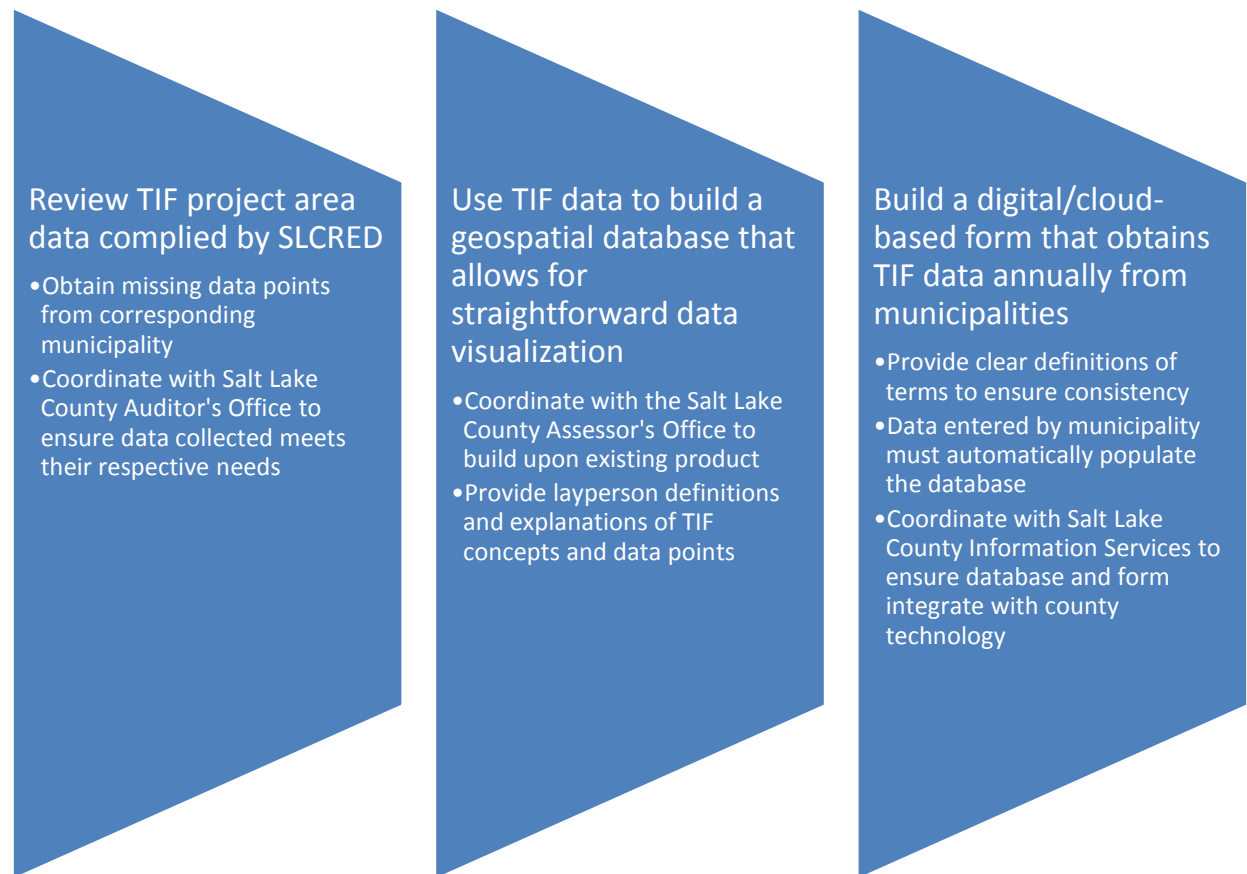 Review TIF project area
data complied by SLCRED
•Obtain missing data points
from corresponding
municipality
•Coordinate with Salt Lake
County Auditor's Office to
ensure data collected meets
their respective needs
Use TIF data to build a
geospatial database that
allows for
straightforward data
visualization
•Coordinate with the Salt Lake
County Assessor's Office to
build upon existing product
•Provide layperson definitions
and explanations of TIF
concepts and data points
Build a digital/cloud-
based form that obtains
TIF data annually from
municipalities
•Provide clear definitions of
terms to ensure consistency
•Data entered by municipality
must automatically populate
the database
•Coordinate with Salt Lake
County Information Services to
ensure database and form
integrate with county
technology